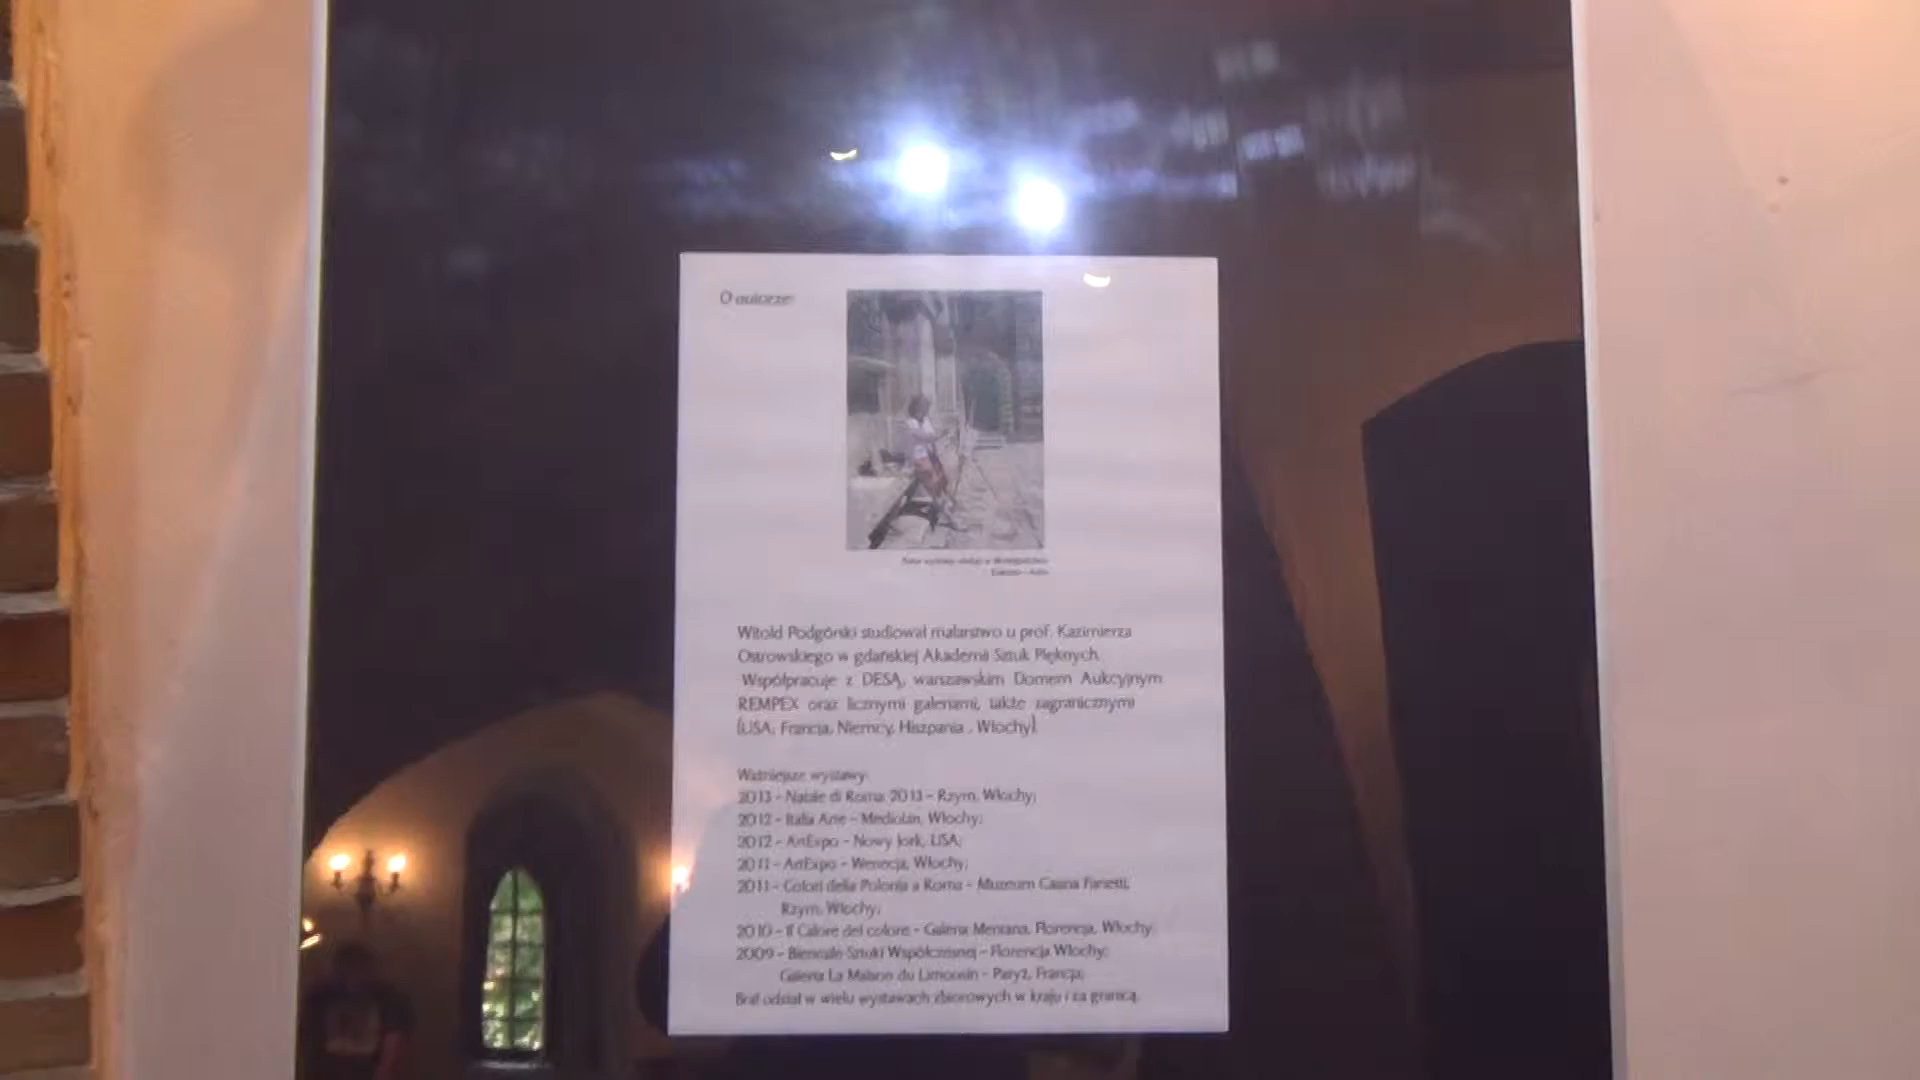 O autorze:
Witold Podgórski studiował malarstwo u prof. Kazimierza
Ostrowskiego w gdańskiej Akademii Sztuk Pięknych.
Współpracuje z DESĄ, warszawskim Domem Aukcyjnym
REMPEX oraz licznymi galeriami, także zagranicznymi
(USA, Francja, Niemcy, Hiszpania , Włochy).
Ważniejsze wystawy:
2013 - Natale di Roma 2013 - Rzym, Włochy;
2012 - Italia Arte - Mediolan, Włochy;
2012 - ArtExpo - Nowy Jork, USA;
2011 - ArtExpo - Wenecja, Włochy;
2011 - Colori della Polonia a Roma - Muzeum Casina
Rzym, Włochy;
2010 - Il Calore del colore - Galeria Mentana, Florencja, Włochy
2009 - Biennale Sztuki Współczesnej - Florencja Włochy;
Galeria La Maison du Limousin - Paryż, Francja;
Brał udział w wielu wystawach zbiorowych w kraju i za granicą.